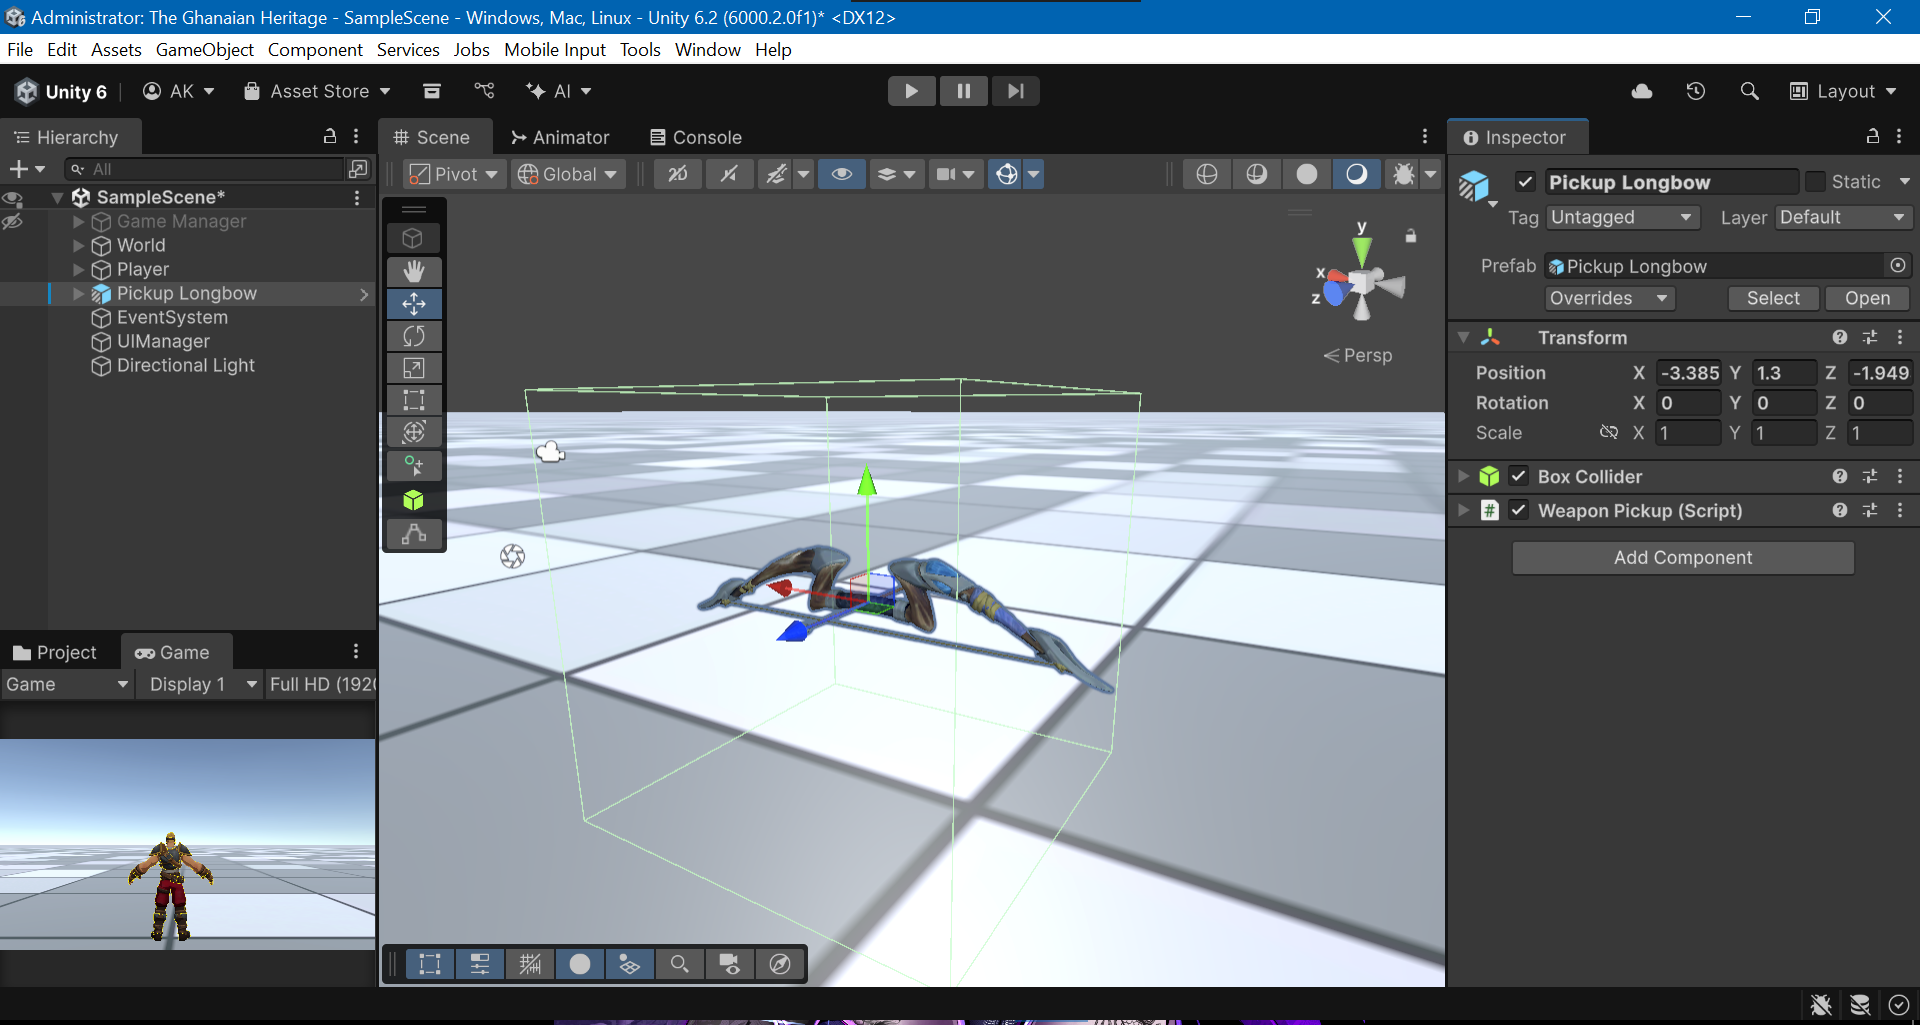 Administrator: The Ghanaian Heritage - SampleScene - Windows, Mac, Linux - Unity 6.2 (6000.2.0f1)* <DX12>
File Edit Assets GameObject Component Services Jobs Mobile Input Tools Window Help
Unity 6 AK Asset Store AI Layout
Hierarchy
All
SampleScene*
Game Manager
World
Player
Pickup Longbow
EventSystem
UIManager
Directional Light
Project Game
Game Display 1 Full HD (192
Scene Animator Console
Pivot Global 2D
y
x
z
Persp
Inspector
Pickup Longbow Static
Tag Untagged Layer Default
Prefab Pickup Longbow
Overrides Select Open
Transform
Position X -3.385 Y 1.3 Z -1.949
Rotation X 0 Y 0 Z 0
Scale X 1 Y 1 Z 1
Box Collider
# Weapon Pickup (Script)
Add Component